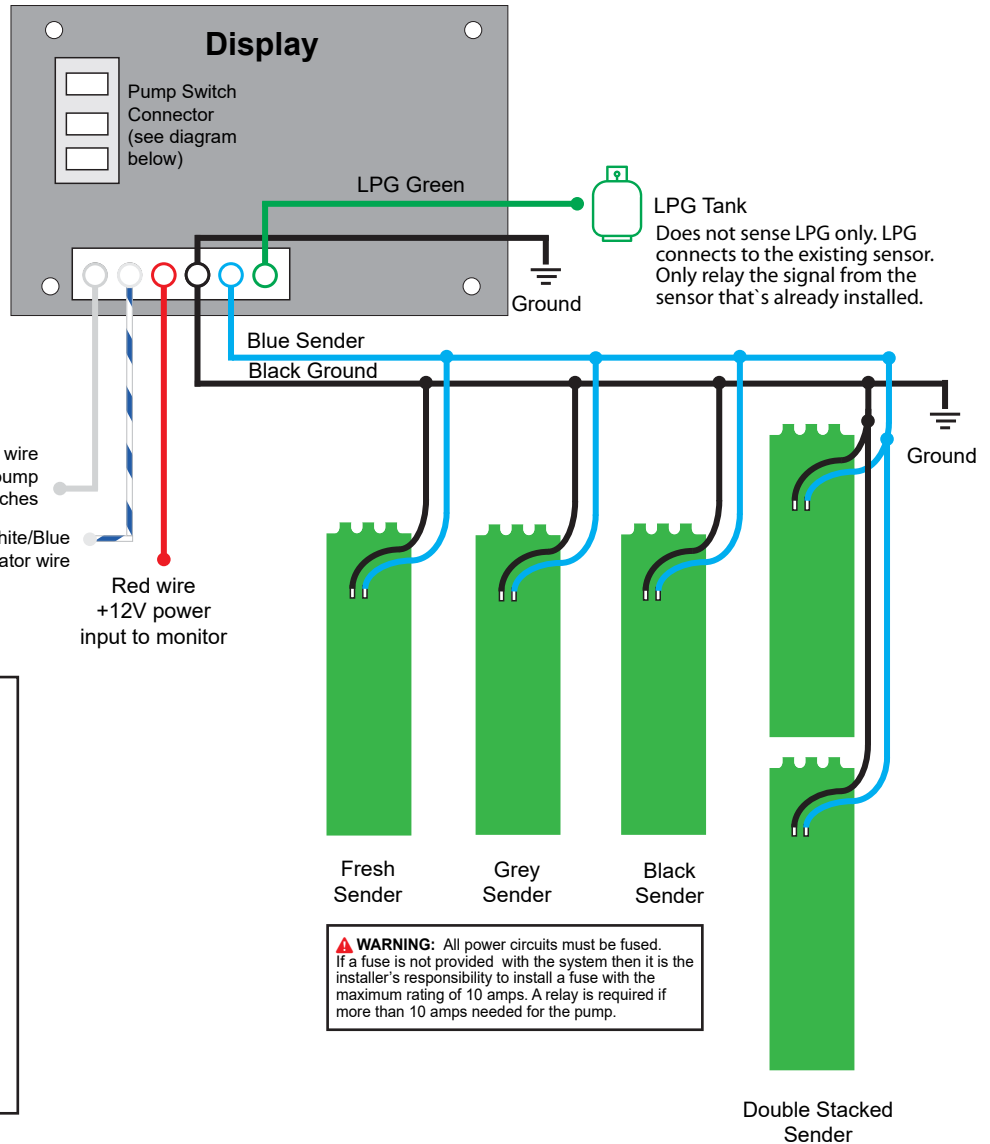 Display
Pump Switch
Connector
(see diagram
below)
LPG Green
LPG Tank
Does not sense LPG only. LPG
connects to the existing sensor.
Only relay the signal from the
sensor that`s already installed.
Ground
Blue Sender
Black Ground
Ground
wire
ches
Red wire
+12V power
input to monitor
wire
Fresh
Sender
Grey
Sender
Black
Sender
WARNING: All power circuits must be fused.
If a fuse is not provided with the system then it is the
installer's responsibility to install a fuse with the
maximum rating of 10 amps. A relay is required if
more than 10 amps needed for the pump.
Double Stacked
Sender